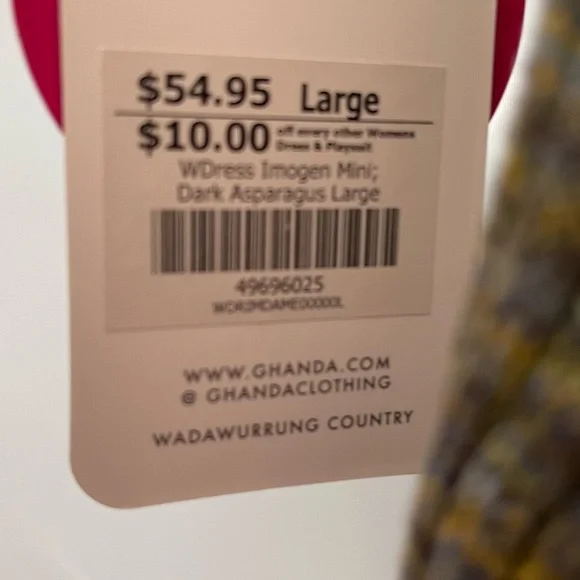 $54.95 Large
$10.00 off every other Womens
Dress & Playsuit
WDress Imogen Mini;
Dark Asparagus Large
49696025
WWW.GHANDA.COM
@ GHANDACLOTHING
WADAWURRUNG COUNTRY